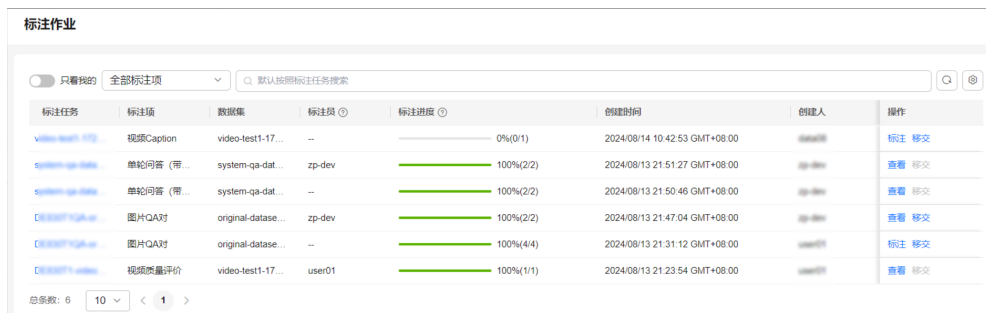 标注作业
只看我的 全部标注项 默认按照标注任务搜索
标注任务 标注项 数据集 标注员 标注进度 创建时间 创建人 操作
视频Caption video-test1-17... -- 0%(0/1) 2024/08/14 10:42:53 GMT+08:00 标注 移交
单轮问答 (带... system-qa-dat... zp-dev 100%(2/2) 2024/08/13 21:51:27 GMT+08:00 查看 移交
单轮问答 (带... system-qa-dat... -- 100%(2/2) 2024/08/13 21:50:46 GMT+08:00 查看 移交
图片QA对 original-datase... zp-dev 100%(2/2) 2024/08/13 21:47:04 GMT+08:00 查看 移交
图片QA对 original-datase... -- 100%(4/4) 2024/08/13 21:31:12 GMT+08:00 标注 移交
视频质量评价 video-test1-17... user01 100%(1/1) 2024/08/13 21:23:54 GMT+08:00 查看 移交
总条数: 6 10 < 1 >